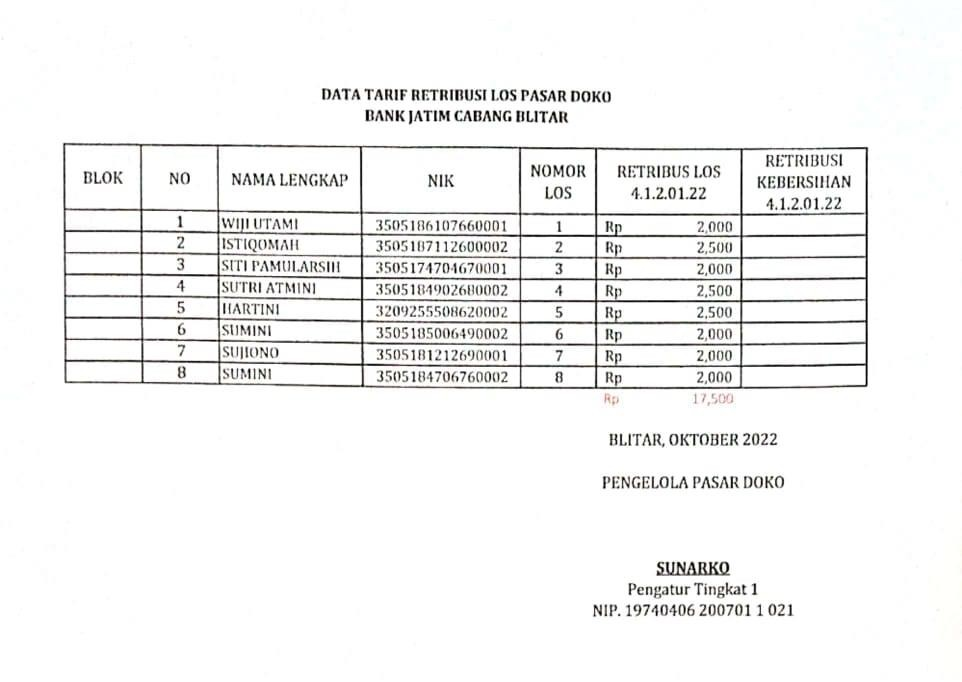 DATA TARIF RETRIBUSI LOS PASAR DOKO
BANK JATIM CABANG BLITAR
BLOK NO NAMA LENGKAP NIK NOMOR LOS RETRIBUS LOS 4.1.2.01.22 RETRIBUSI KEBERSIHAN 4.1.2.01.22
1 WIJI UTAMI 3505186107660001 1 Rp 2,000
2 ISTIQOMAH 3505187112600002 2 Rp 2,500
3 SITI PAMULARSIH 3505174704670001 3 Rp 2,000
4 SUTRI ATMINI 3505184902680002 4 Rp 2,500
5 HARTINI 3209255508620002 5 Rp 2,500
6 SUMINI 3505185006490002 6 Rp 2,000
7 SUJIONO 3505181212690001 7 Rp 2,000
8 SUMINI 3505184706760002 8 Rp 2,000
Rp 17,500
BLITAR, OKTOBER 2022
PENGELOLA PASAR DOKO
SUNARKO
Pengatur Tingkat 1
NIP. 19740406 200701 1 021